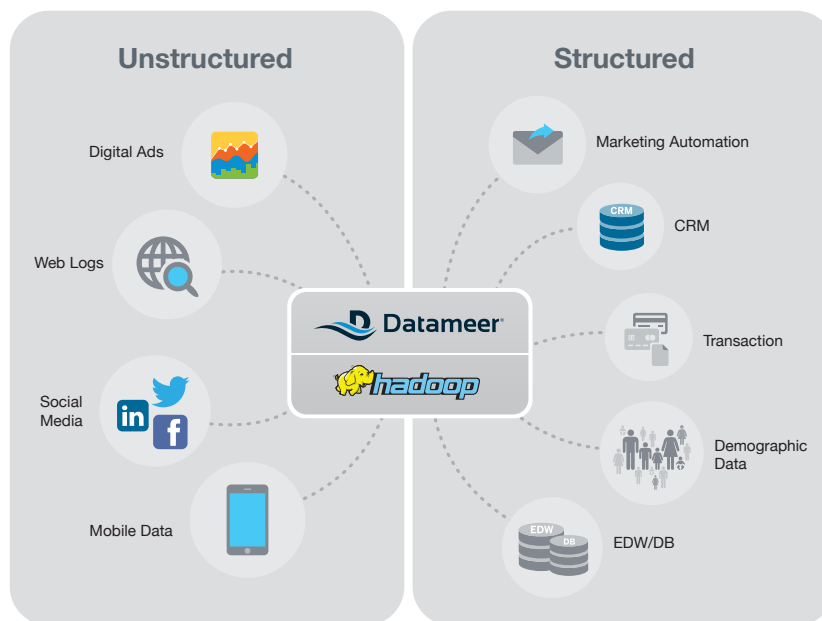 Unstructured
Digital Ads
Web Logs
Social
Media
in
f
Mobile Data
Datameer®
hadoop
Structured
Marketing Automation
CRM
CRM
Transaction
Demographic
Data
EDW
DB
EDW/DB